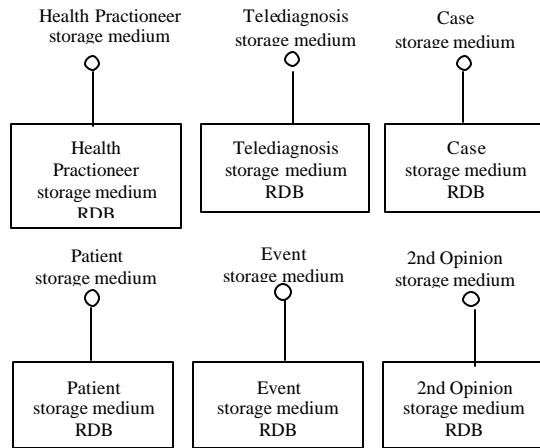 Health Practioneer
storage medium
Telediagnosis
storage medium
Case
storage medium
Health
Practioneer
storage medium
RDB
Telediagnosis
storage medium
RDB
Case
storage medium
RDB
Patient
storage medium
Event
storage medium
2nd Opinion
storage medium
Patient
storage medium
RDB
Event
storage medium
RDB
2nd Opinion
storage medium
RDB